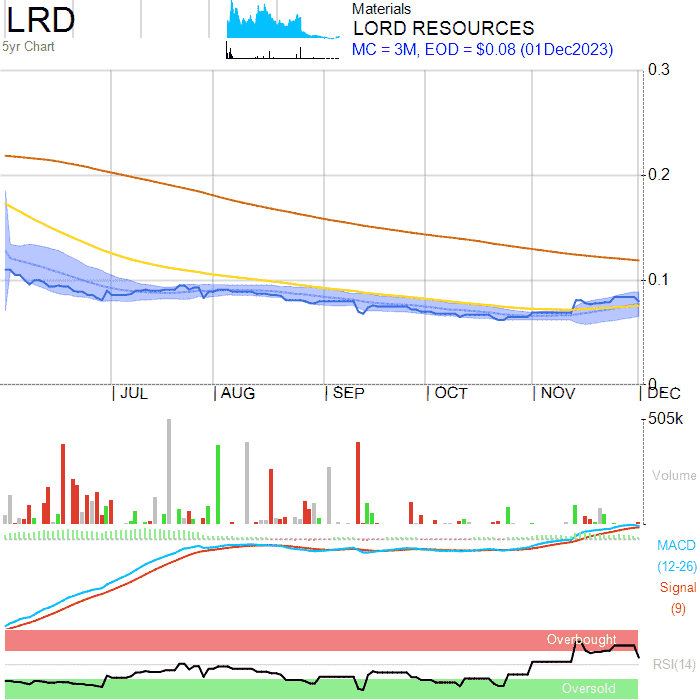 LRD
5yr Chart
Materials
LORD RESOURCES
MC = 3M, EOD = $0.08 (01Dec2023)
0.3
0.2
0.1
0
JUL AUG SEP OCT NOV DEC
505k
Volume
MACD
(12-26)
Signal
(9)
Overbought
RSI(14)
Oversold